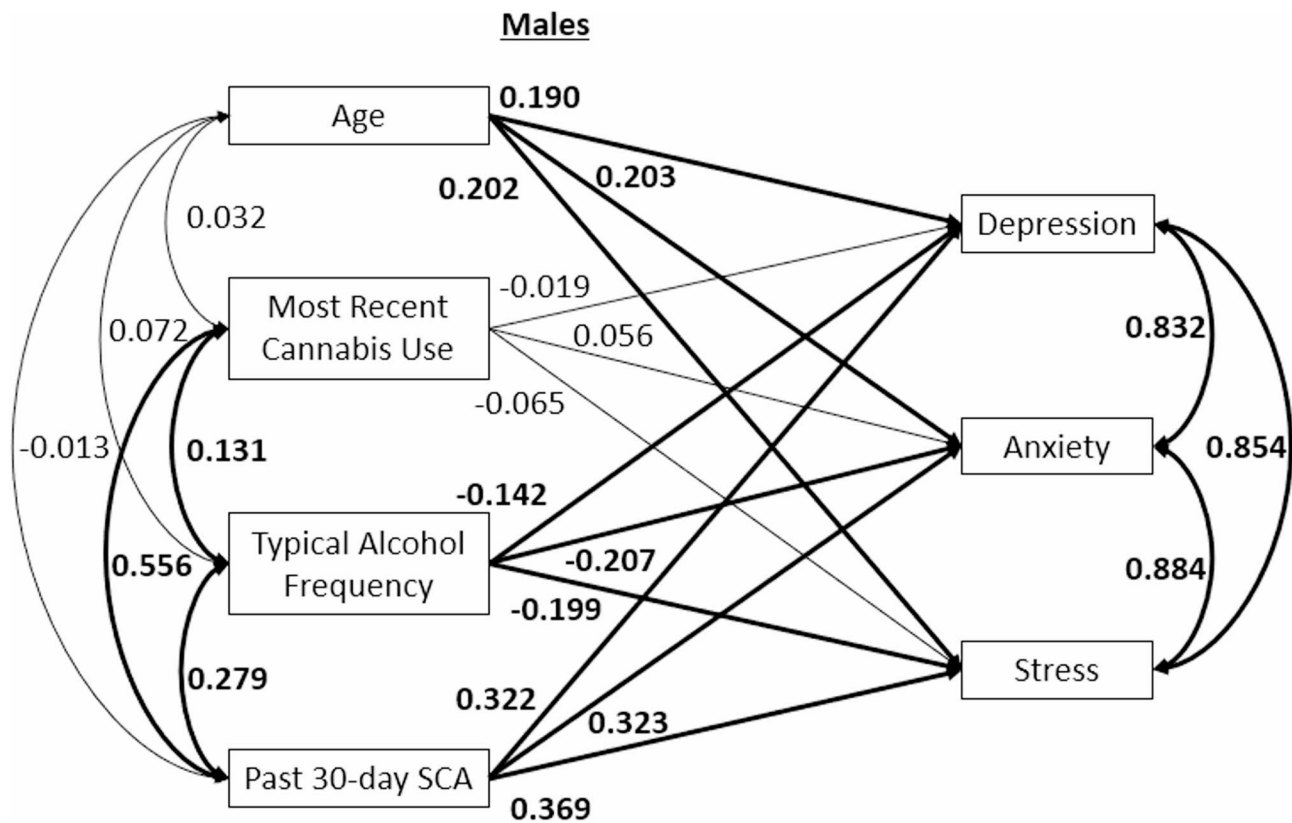 Males
Age
0.190
0.202
0.203
0.032
Depression
Most Recent
Cannabis Use
-0.019
0.056
-0.065
0.072
0.832
-0.013
0.131
Anxiety
0.854
-0.142
Typical Alcohol
Frequency
0.556
-0.207
-0.199
0.884
0.279
Stress
0.322
0.323
Past 30-day SCA
0.369